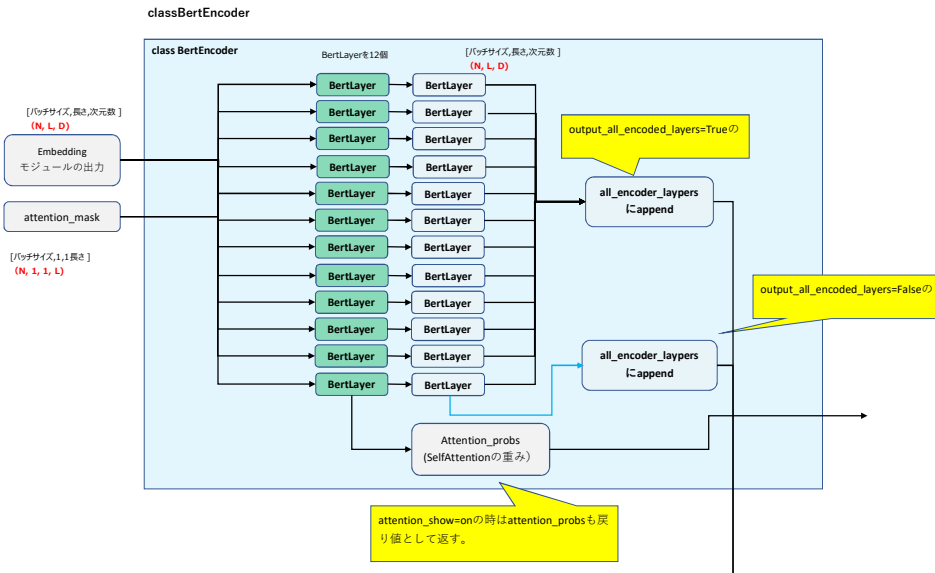 classBertEncoder
class BertEncoder
BertLayerを12個
[バッチサイズ,長さ,次元数 ]
(N, L, D)
[バッチサイズ,長さ,次元数 ]
(N, L, D)
Embedding
モジュールの出力
attention_mask
[バッチサイズ,1,1長さ ]
(N, 1, 1, L)
BertLayer BertLayer
BertLayer BertLayer
BertLayer BertLayer
BertLayer BertLayer
BertLayer BertLayer
BertLayer BertLayer
BertLayer BertLayer
BertLayer BertLayer
BertLayer BertLayer
BertLayer BertLayer
BertLayer BertLayer
BertLayer BertLayer
output_all_encoded_layers=Trueの
all_encoder_laypers
にappend
output_all_encoded_layers=Falseの
all_encoder_laypers
にappend
Attention_probs
(SelfAttentionの重み）
attention_show=onの時はattention_probsも戻
り値として返す。